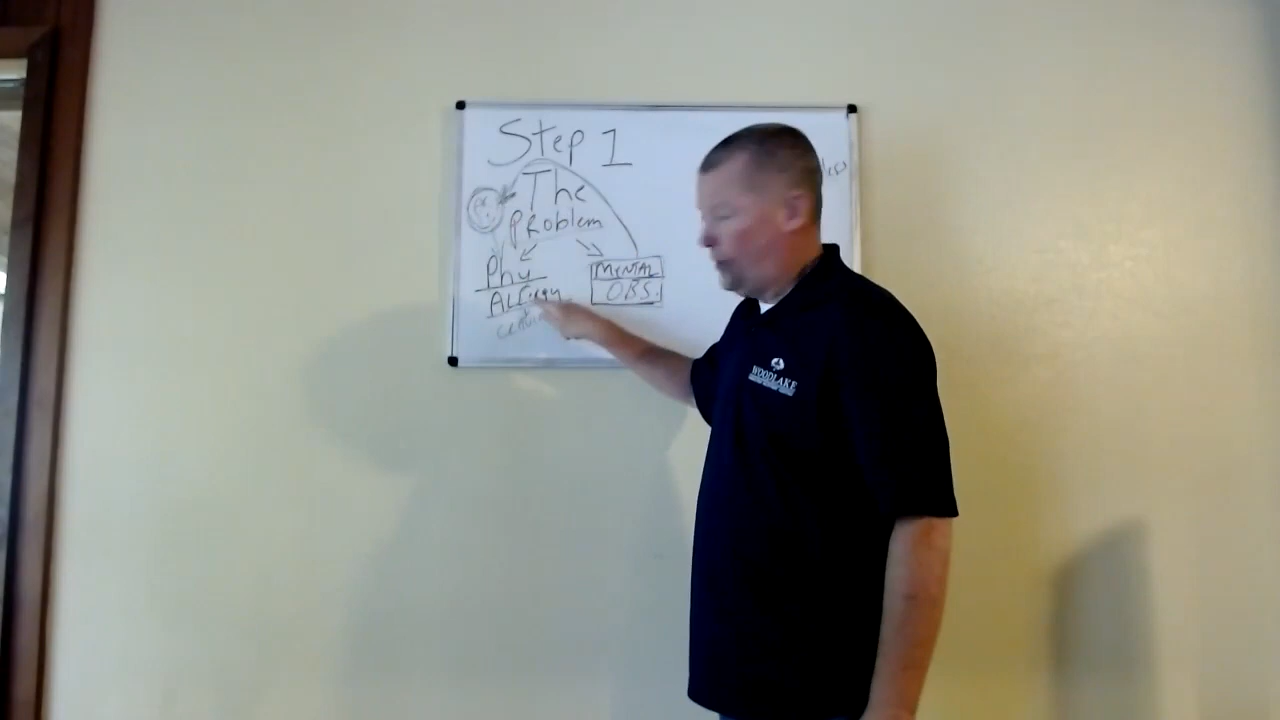 Step 1
The
PRoblem
Phy
ALLergy
MENTAL
OBS.
WOODLAKE